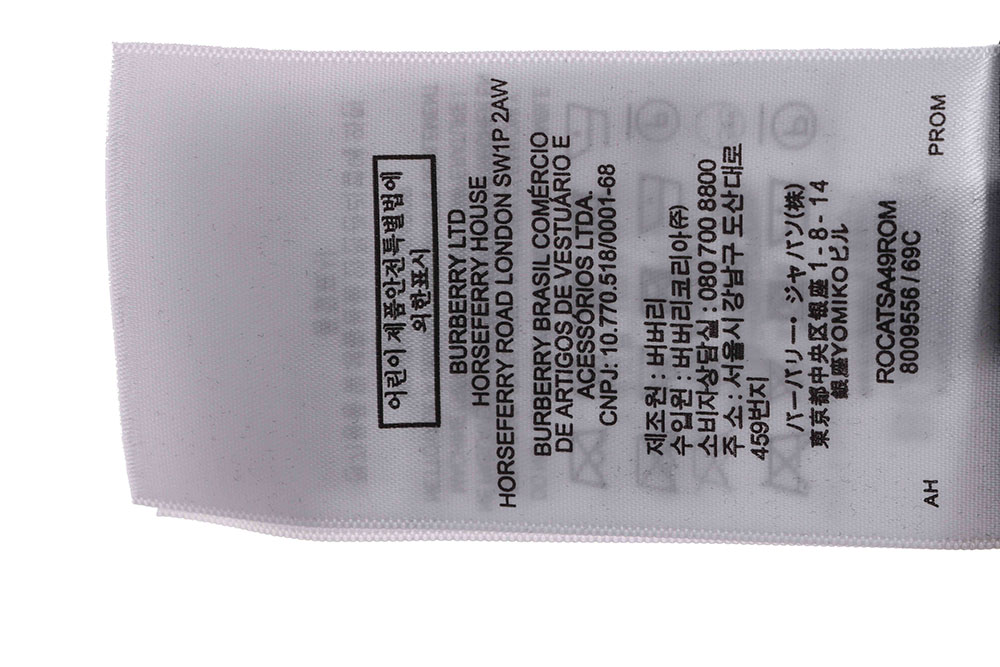 어린이제품안전특별법에
의한표시
BURBERRY LTD
HORSEFERRY HOUSE
HORSEFERRY ROAD LONDON SW1P 2AW
BURBERRY BRASIL COMÉRCIO
DE ARTIGOS DE VESTUÁRIO E
ACESSÓRIOS LTDA.
CNPJ: 10.770.518/0001-68
제조원 : 버버리
수입원 : 버버리코리아(주)
소비자상담실 : 080 700 8800
주 소 : 서울시 강남구 도산대로
459번지
バーバリー・ジャパン(株)
東京都中央区銀座 1 - 8 - 14
銀座YOMIKOビル
ROCATSA49ROM
8009556 / 69C
AH PROM